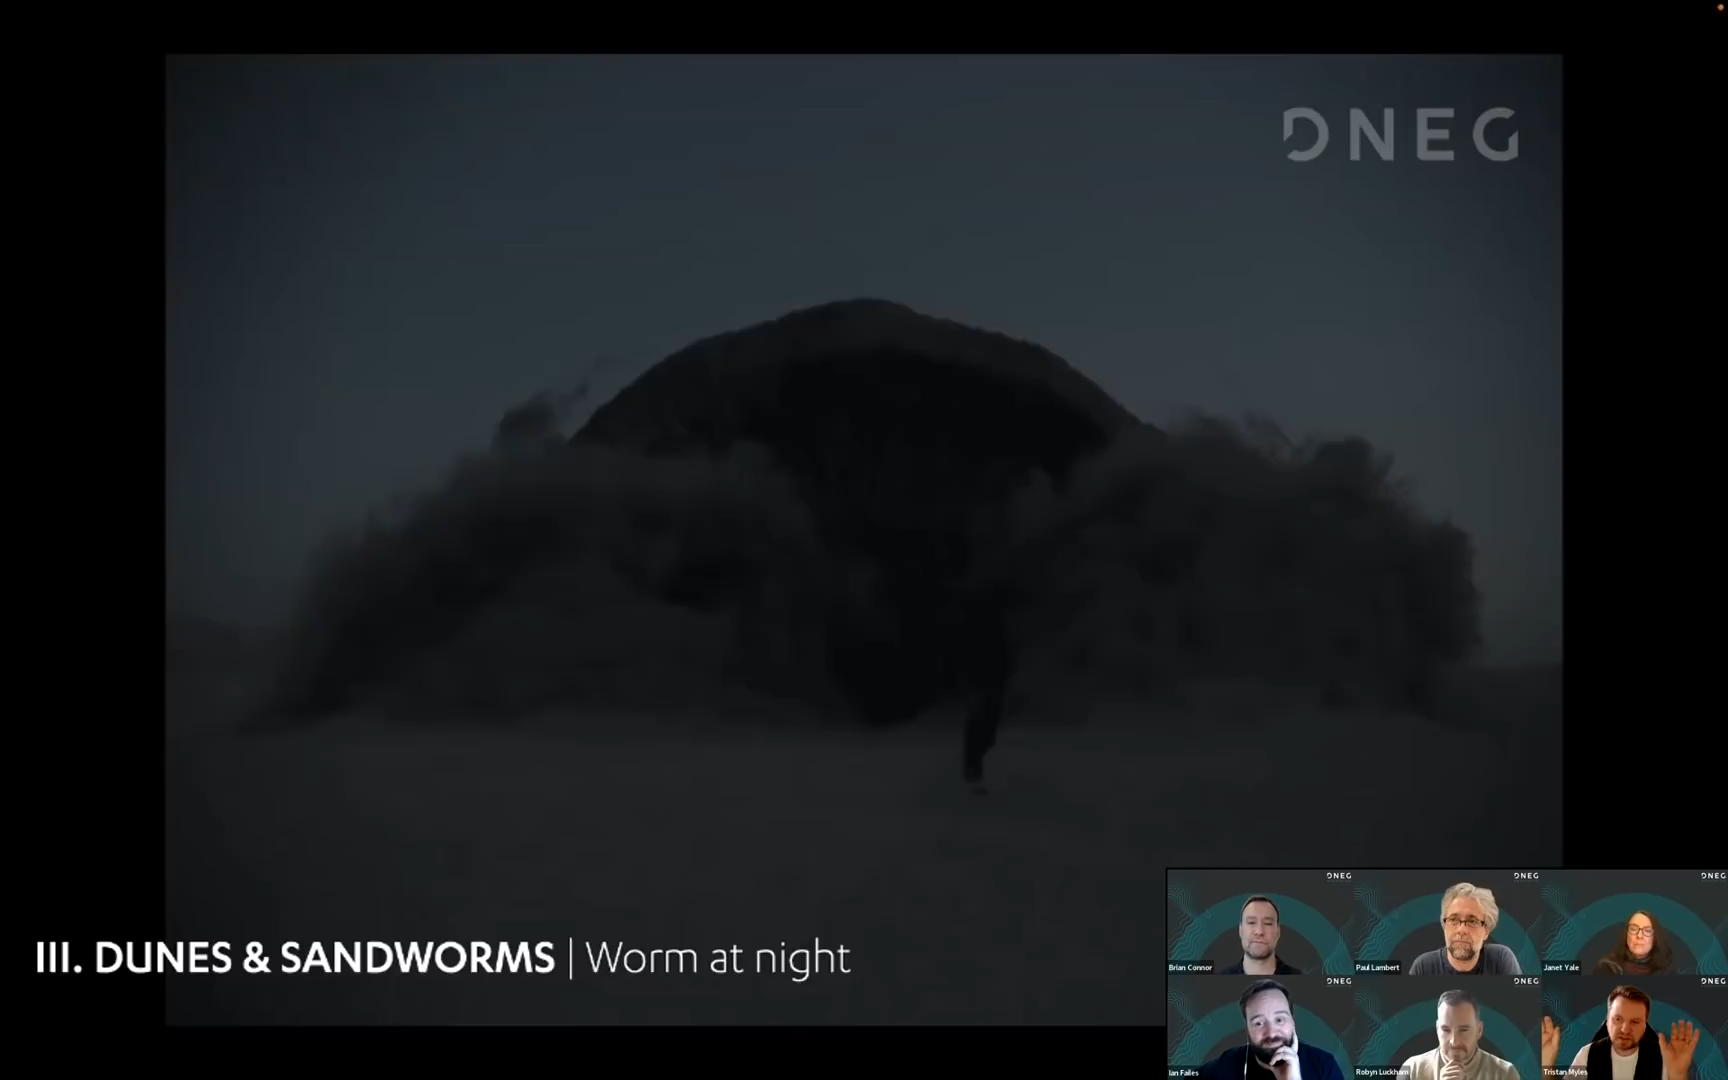 DNEG
III. DUNES & SANDWORMS | Worm at night
DNEG
DNEG
DNEG
Brian Connor
Paul Lambert
Janet Yale
DNEG
DNEG
DNEG
Ian Failes
Robyn Luckham
Tristan Myles